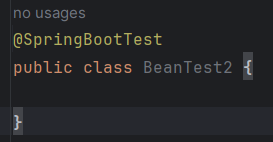 no usages
@SpringBootTest
public class BeanTest2 {
}